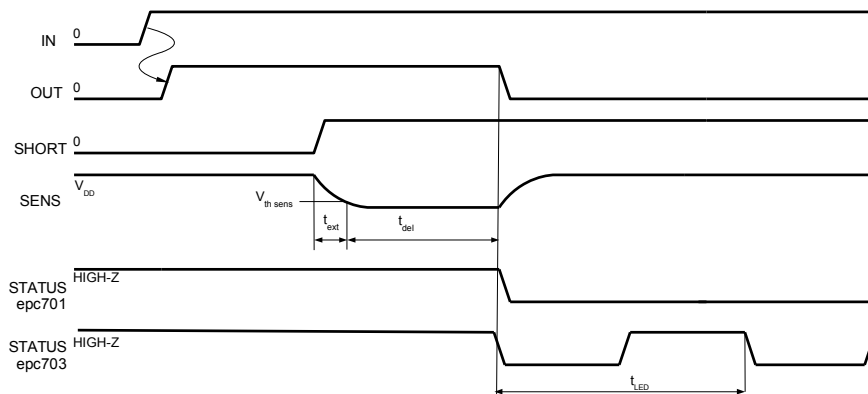 IN 0
OUT 0
SHORT 0
SENS VDD
Vth sens
text tdel
STATUS HIGH-Z
epc701
STATUS HIGH-Z
epc703
tLED